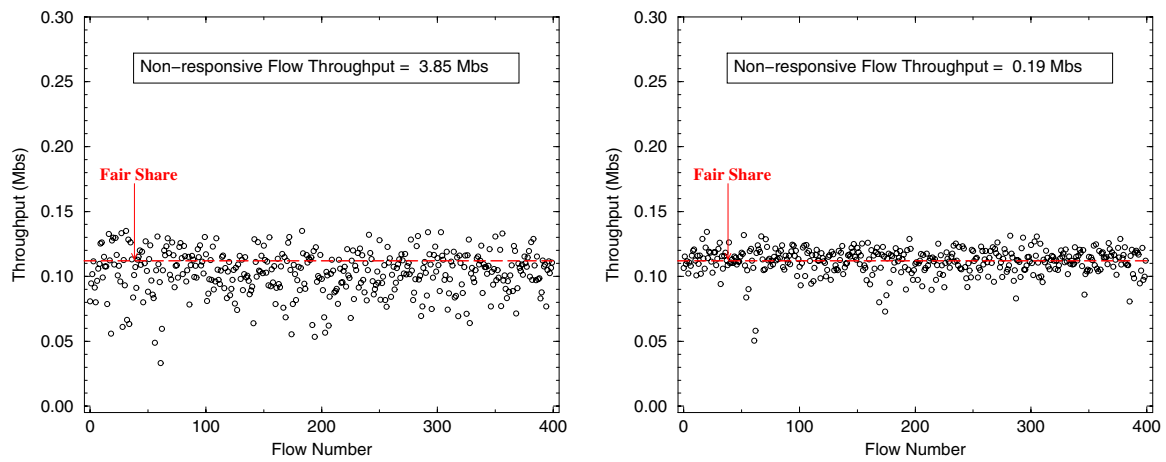 0.30
Non-responsive Flow Throughput = 3.85 Mbs
0.25
0.20
Fair Share
0.15
0.10
0.05
0.00
Throughput (Mbs)
0 100 200 300 400
Flow Number
0.30
Non-responsive Flow Throughput = 0.19 Mbs
0.25
0.20
Fair Share
0.15
0.10
0.05
0.00
Throughput (Mbs)
0 100 200 300 400
Flow Number